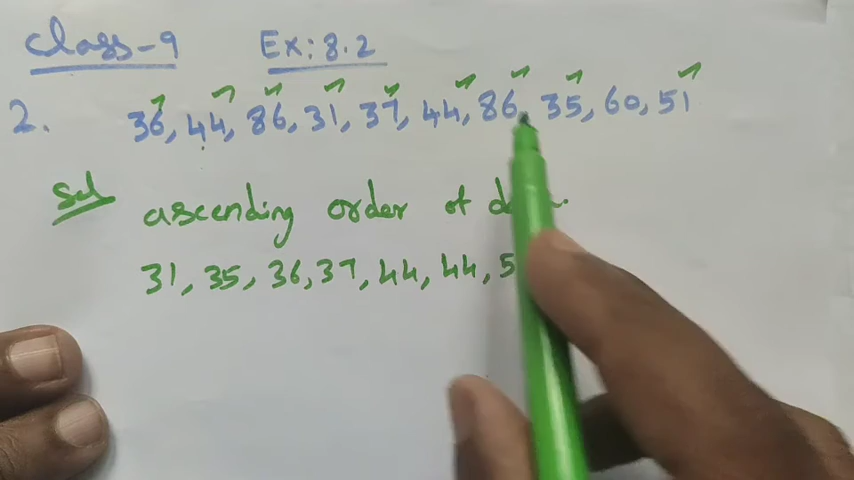 Class-9 Ex: 8.2
2. 36, 44, 86, 31, 37, 44, 86, 35, 60, 51
Sol
ascending order of
31, 35, 36, 37, 44, 44,